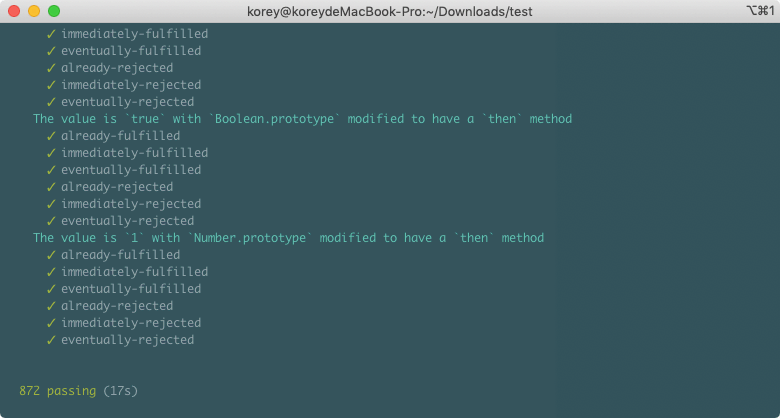 korey@koreydeMacBook-Pro:~/Downloads/test ⌥⌘1
✓ immediately-fulfilled
✓ eventually-fulfilled
✓ already-rejected
✓ immediately-rejected
✓ eventually-rejected
The value is `true` with `Boolean.prototype` modified to have a `then` method
✓ already-fulfilled
✓ immediately-fulfilled
✓ eventually-fulfilled
✓ already-rejected
✓ immediately-rejected
✓ eventually-rejected
The value is `1` with `Number.prototype` modified to have a `then` method
✓ already-fulfilled
✓ immediately-fulfilled
✓ eventually-fulfilled
✓ already-rejected
✓ immediately-rejected
✓ eventually-rejected
872 passing (17s)